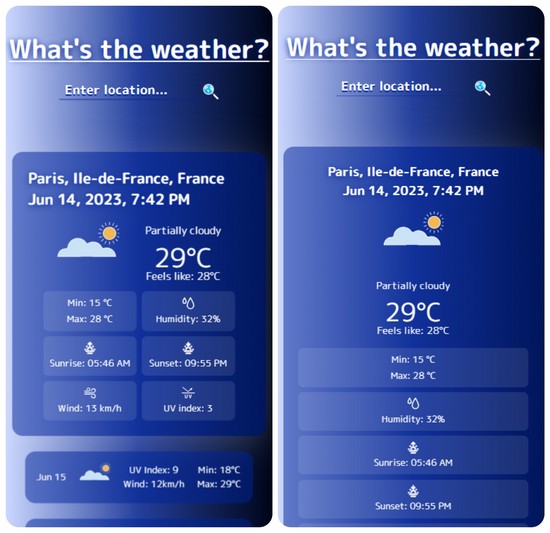 What's the weather?
Enter location...
Paris, Ile-de-France, France
Jun 14, 2023, 7:42 PM
Partially cloudy
29°C
Feels like: 28°C
Min: 15 °C
Max: 28 °C
Humidity: 32%
Sunrise: 05:46 AM
Sunset: 09:55 PM
Wind: 13 km/h
UV
UV index: 3
Jun 15
UV Index: 9
Wind: 12km/h
Min: 18°C
Max: 29°C
What's the weather?
Enter location...
Paris, Ile-de-France, France
Jun 14, 2023, 7:42 PM
Partially cloudy
29°C
Feels like: 28°C
Min: 15 °C
Max: 28 °C
Humidity: 32%
Sunrise: 05:46 AM
Sunset: 09:55 PM